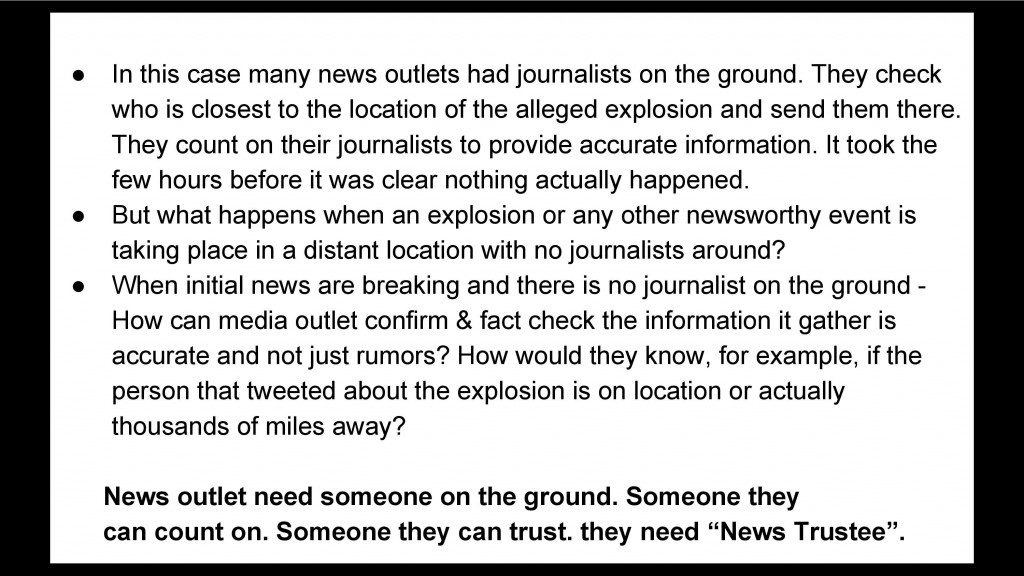 ● In this case many news outlets had journalists on the ground. They check
who is closest to the location of the alleged explosion and send them there.
They count on their journalists to provide accurate information. It took the
few hours before it was clear nothing actually happened.
● But what happens when an explosion or any other newsworthy event is
taking place in a distant location with no journalists around?
● When initial news are breaking and there is no journalist on the ground -
How can media outlet confirm & fact check the information it gather is
accurate and not just rumors? How would they know, for example, if the
person that tweeted about the explosion is on location or actually
thousands of miles away?
News outlet need someone on the ground. Someone they
can count on. Someone they can trust. they need “News Trustee”.